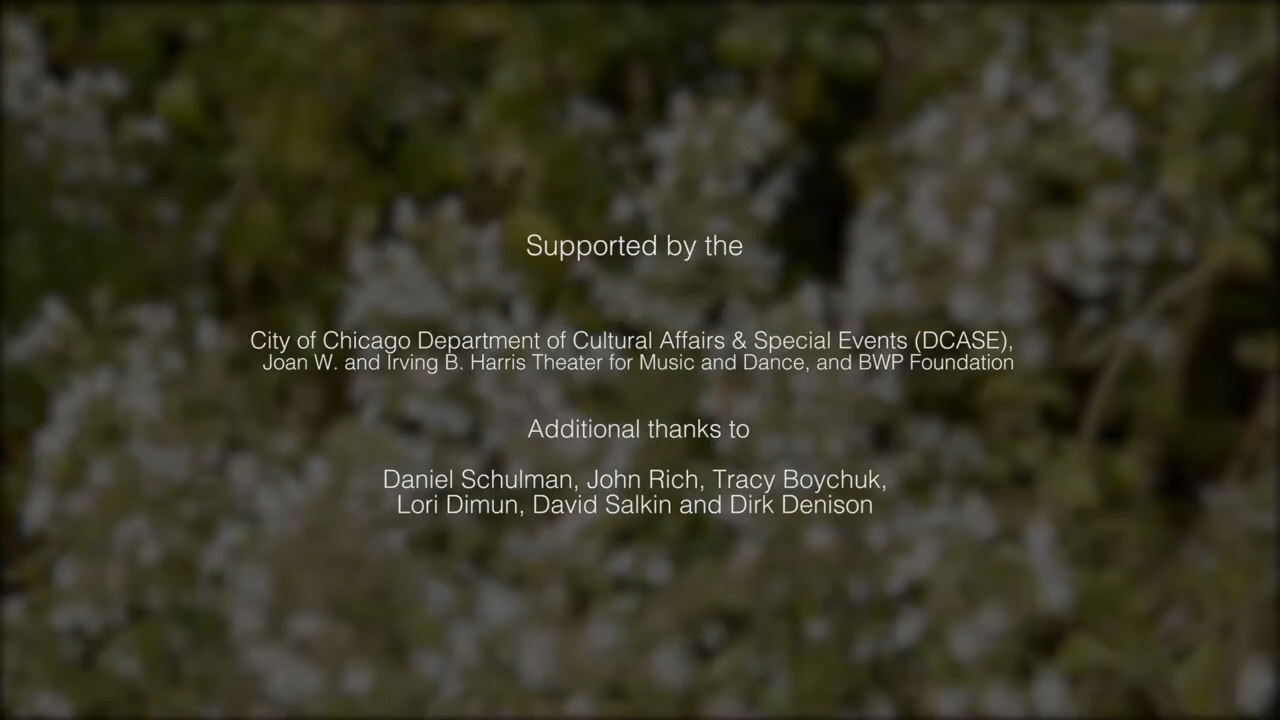 Supported by the
City of Chicago Department of Cultural Affairs & Special Events (DCASE),
Joan W. and Irving B. Harris Theater for Music and Dance, and BWP Foundation
Additional thanks to
Daniel Schulman, John Rich, Tracy Boychuk,
Lori Dimun, David Salkin and Dirk Denison